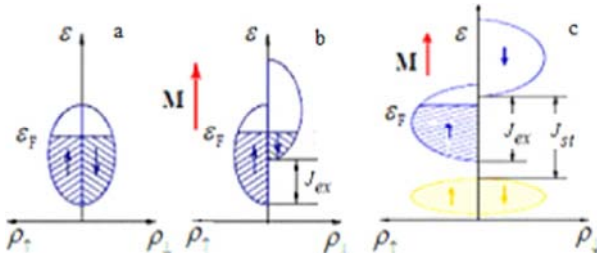 ε a
ε_F
↑ ↓
ρ↑ ρ↓
ε b
M
ε_F
↑ ↓
J_ex
ρ↑ ρ↓
ε c
M
↓
ε_F
↑
J_ex J_st
↑ ↓
ρ↑ ρ↓